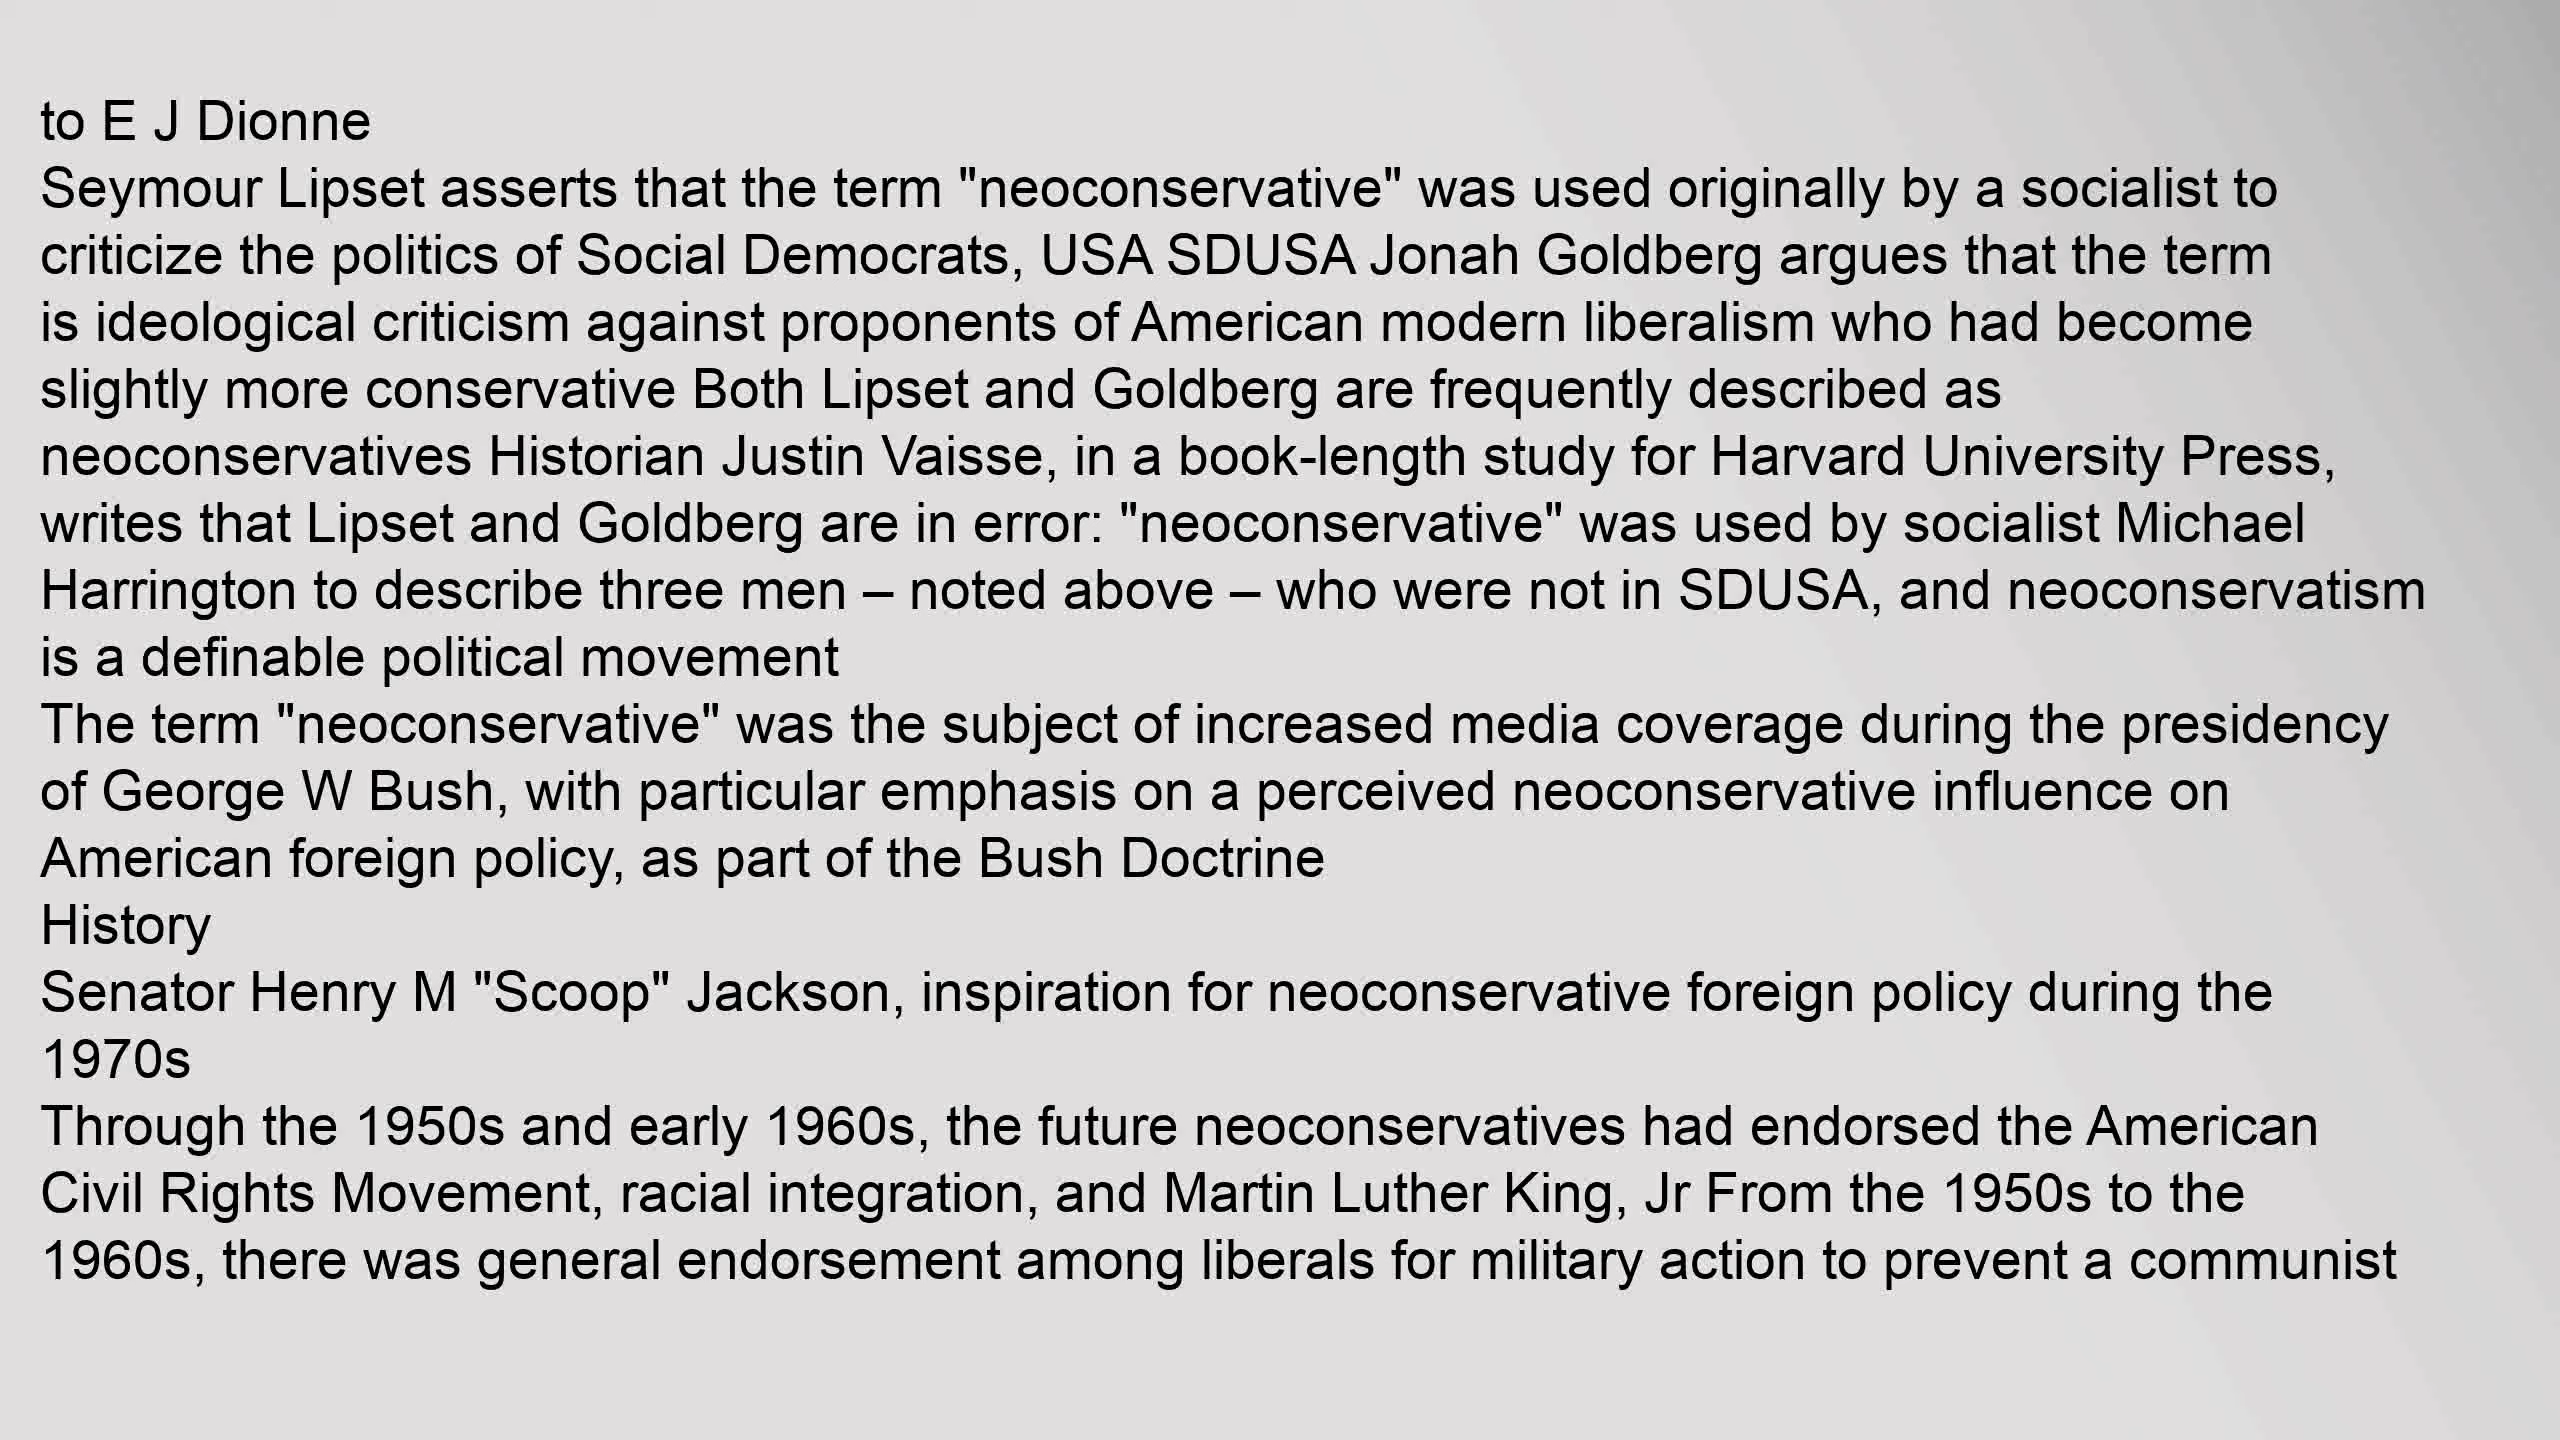 to E J Dionne
Seymour Lipset asserts that the term "neoconservative" was used originally by a socialist to
criticize the politics of Social Democrats, USA SDUSA Jonah Goldberg argues that the term
is ideological criticism against proponents of American modern liberalism who had become
slightly more conservative Both Lipset and Goldberg are frequently described as
neoconservatives Historian Justin Vaisse, in a book-length study for Harvard University Press,
writes that Lipset and Goldberg are in error: "neoconservative" was used by socialist Michael
Harrington to describe three men – noted above – who were not in SDUSA, and neoconservatism
is a definable political movement
The term "neoconservative" was the subject of increased media coverage during the presidency
of George W Bush, with particular emphasis on a perceived neoconservative influence on
American foreign policy, as part of the Bush Doctrine
History
Senator Henry M "Scoop" Jackson, inspiration for neoconservative foreign policy during the
1970s
Through the 1950s and early 1960s, the future neoconservatives had endorsed the American
Civil Rights Movement, racial integration, and Martin Luther King, Jr From the 1950s to the
1960s, there was general endorsement among liberals for military action to prevent a communist